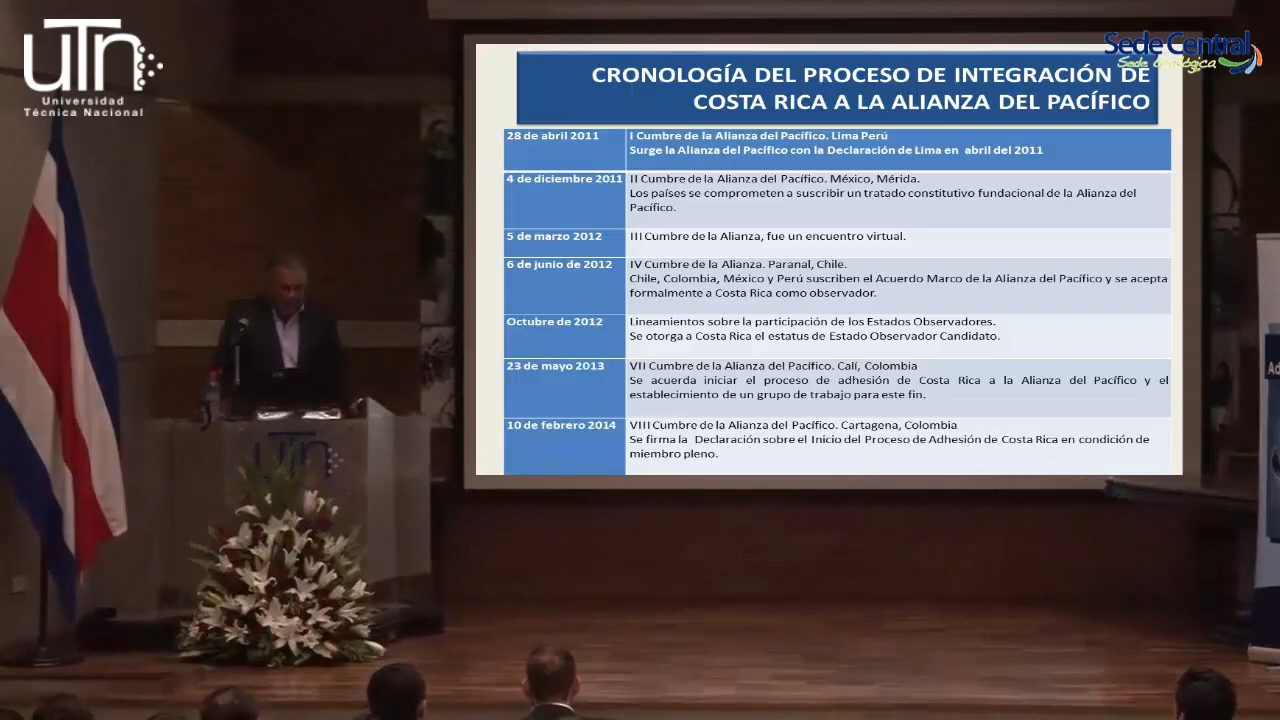 UTN
Universidad
Técnica Nacional
Sede Central
Sede Ecológica
CRONOLOGÍA DEL PROCESO DE INTEGRACIÓN DE
COSTA RICA A LA ALIANZA DEL PACÍFICO
28 de abril 2011 I Cumbre de la Alianza del Pacífico. Lima Perú
Surge la Alianza del Pacífico con la Declaración de Lima en abril del 2011
4 de diciembre 2011 II Cumbre de la Alianza del Pacífico. México, Mérida.
Los países se comprometen a suscribir un tratado constitutivo fundacional de la Alianza del
Pacífico.
5 de marzo 2012 III Cumbre de la Alianza, fue un encuentro virtual.
6 de junio de 2012 IV Cumbre de la Alianza. Paranal, Chile.
Chile, Colombia, México y Perú suscriben el Acuerdo Marco de la Alianza del Pacífico y se acepta
formalmente a Costa Rica como observador.
Octubre de 2012 Lineamientos sobre la participación de los Estados Observadores.
Se otorga a Costa Rica el estatus de Estado Observador Candidato.
23 de mayo 2013 VII Cumbre de la Alianza del Pacífico. Calí, Colombia
Se acuerda iniciar el proceso de adhesión de Costa Rica a la Alianza del Pacífico y el
establecimiento de un grupo de trabajo para este fin.
10 de febrero 2014 VIII Cumbre de la Alianza del Pacífico. Cartagena, Colombia
Se firma la Declaración sobre el Inicio del Proceso de Adhesión de Costa Rica en condición de
miembro pleno.
UTN
Ad